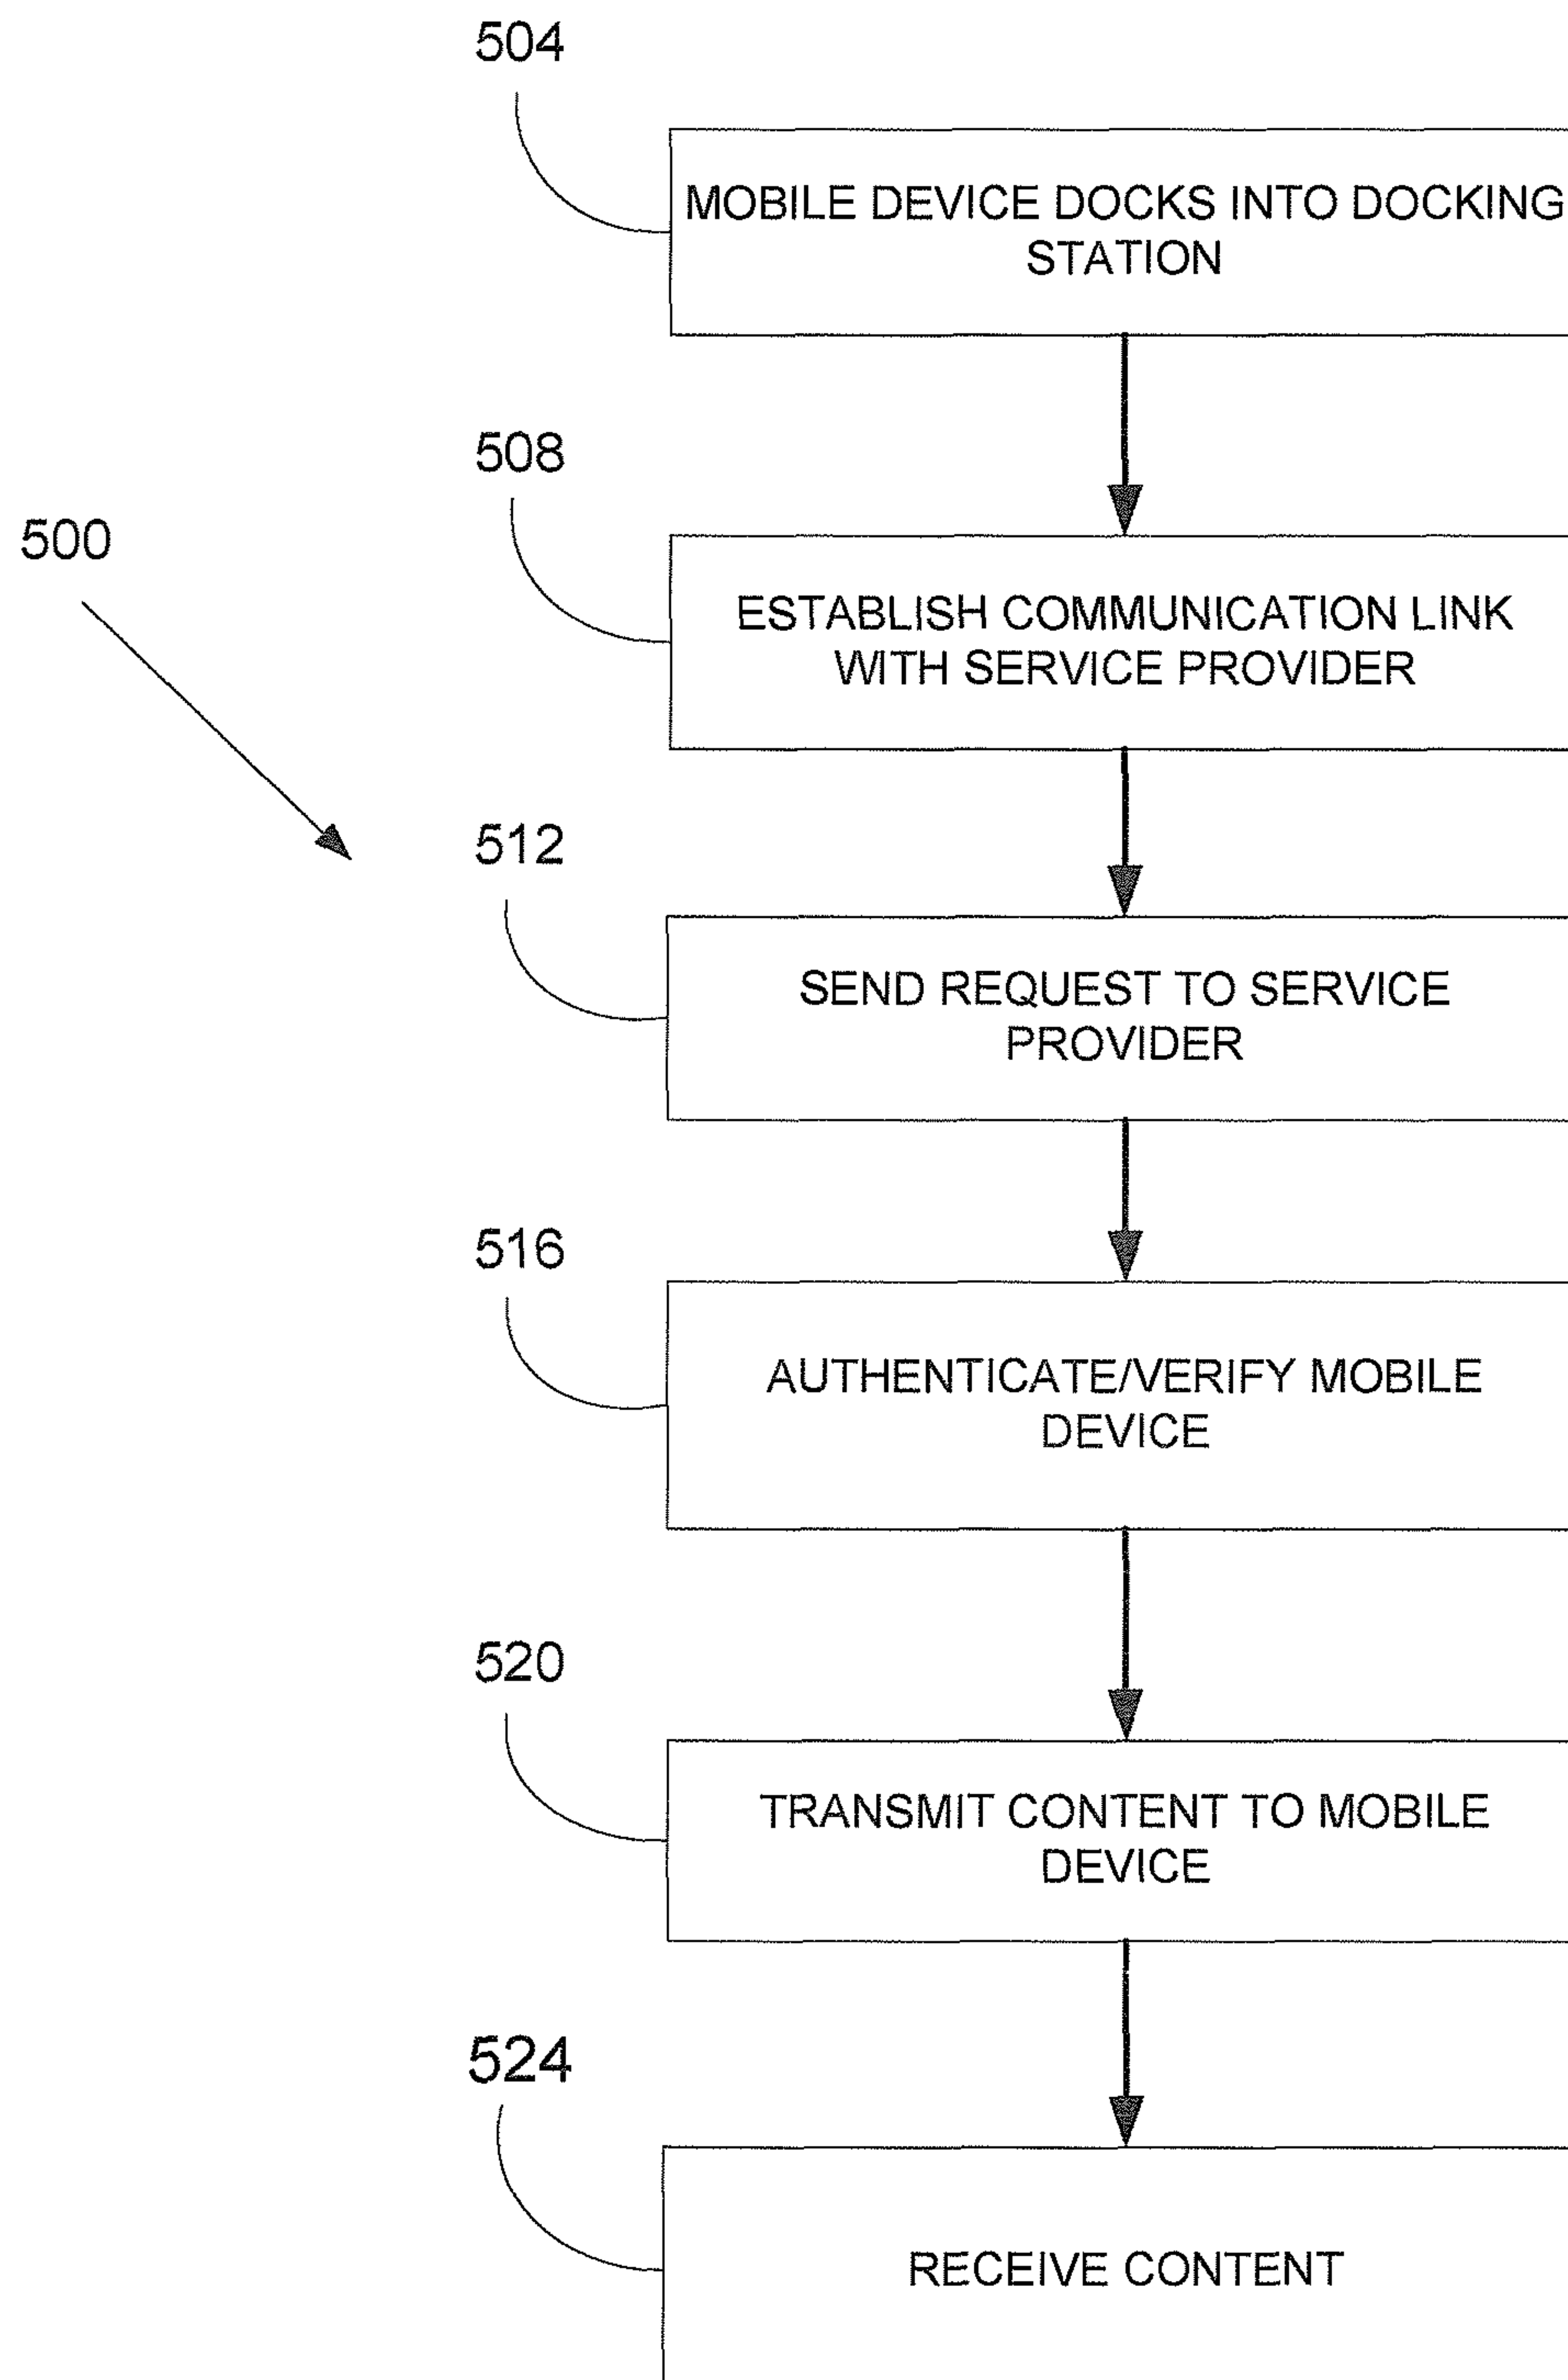 504
MOBILE DEVICE DOCKS INTO DOCKING
STATION
508
500
ESTABLISH COMMUNICATION LINK
WITH SERVICE PROVIDER
512
SEND REQUEST TO SERVICE
PROVIDER
516
AUTHENTICATE/VERIFY MOBILE
DEVICE
520
TRANSMIT CONTENT TO MOBILE
DEVICE
524
RECEIVE CONTENT